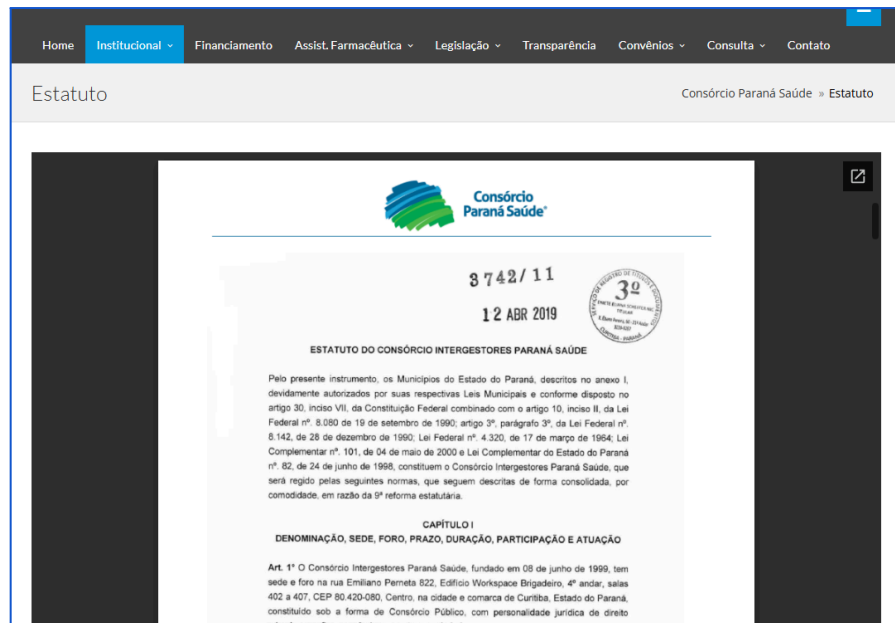 Home Institucional Financiamento Assist. Farmacêutica Legislação Transparência Convênios Consulta Contato
Estatuto
Consórcio Paraná Saúde » Estatuto
Consórcio
Paraná Saúde®
3742/11
12 ABR 2019
3º
CURITIBA - PARANÁ
ESTATUTO DO CONSÓRCIO INTERGESTORES PARANÁ SAÚDE
Pelo presente instrumento, os Municípios do Estado do Paraná, descritos no anexo I,
devidamente autorizados por suas respectivas Leis Municipais e conforme disposto no
artigo 30, inciso VII, da Constituição Federal combinado com o artigo 10, inciso II, da Lei
Federal nº. 8.080 de 19 de setembro de 1990; artigo 3º, parágrafo 3º, da Lei Federal nº.
8.142, de 28 de dezembro de 1990; Lei Federal nº. 4.320, de 17 de março de 1964; Lei
Complementar nº. 101, de 04 de maio de 2000 e Lei Complementar do Estado do Paraná
nº. 82, de 24 de junho de 1998, constituem o Consórcio Intergestores Paraná Saúde, que
será regido pelas seguintes normas, que seguem descritas de forma consolidada, por
comodidade, em razão da 9ª reforma estatutária.
CAPÍTULO I
DENOMINAÇÃO, SEDE, FORO, PRAZO, DURAÇÃO, PARTICIPAÇÃO E ATUAÇÃO
Art. 1º O Consórcio Intergestores Paraná Saúde, fundado em 08 de junho de 1999, tem
sede e foro na rua Emiliano Perneta 822, Edifício Workspace Brigadeiro, 4º andar, salas
402 a 407, CEP 80.420-080, Centro, na cidade e comarca de Curitiba, Estado do Paraná,
constituído sob a forma de Consórcio Público, com personalidade jurídica de direito